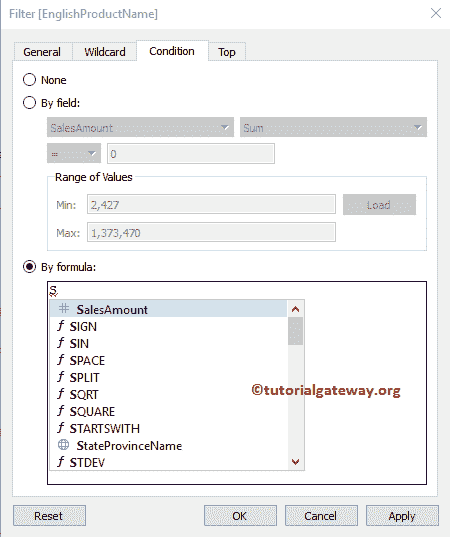 Filter [EnglishProductName]
General Wildcard Condition Top
None
By field:
SalesAmount Sum
= 0
Range of Values
Min: 2,427 Load
Max: 1,373,470
By formula:
S
# SalesAmount
f SIGN
f SIN
f SPACE
f SPLIT
f SQRT
f SQUARE
f STARTSWITH
StateProvinceName
f STDEV
©tutorialgateway.org
Reset OK Cancel Apply